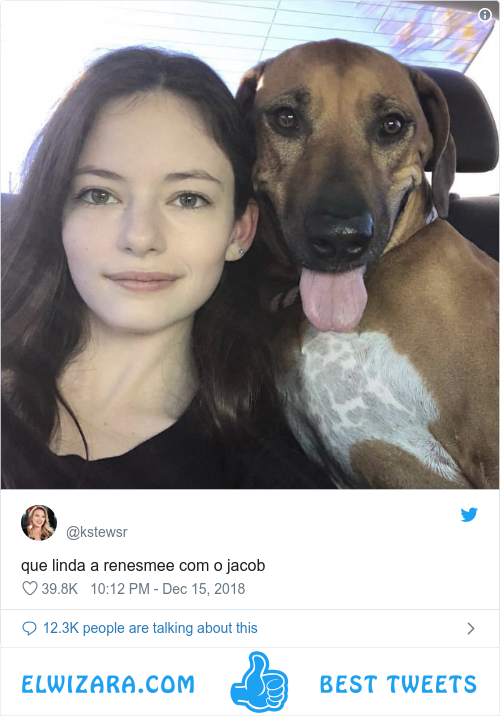 @kstewsr
que linda a renesmee com o jacob
39.8K 10:12 PM - Dec 15, 2018
12.3K people are talking about this
ELWIZARA.COM BEST TWEETS